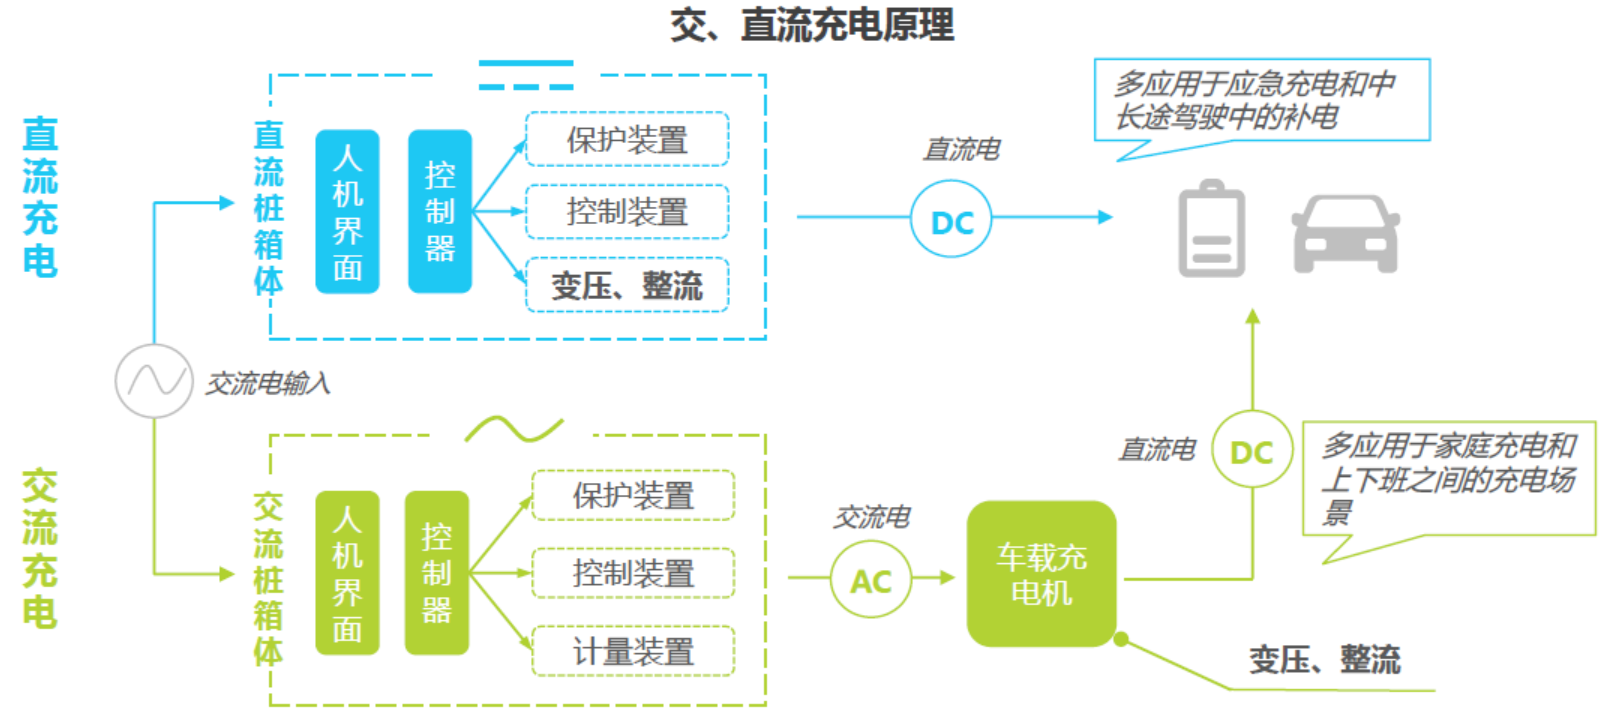 交、直流充电原理
直流充电
直流桩箱体
人机界面
控制器
保护装置
控制装置
变压、整流
直流电
DC
多应用于应急充电和中
长途驾驶中的补电
交流电输入
交流充电
交流桩箱体
人机界面
控制器
保护装置
控制装置
计量装置
交流电
AC
车载充
电机
直流电
DC
多应用于家庭充电和
上下班之间的充电场
景
变压、整流